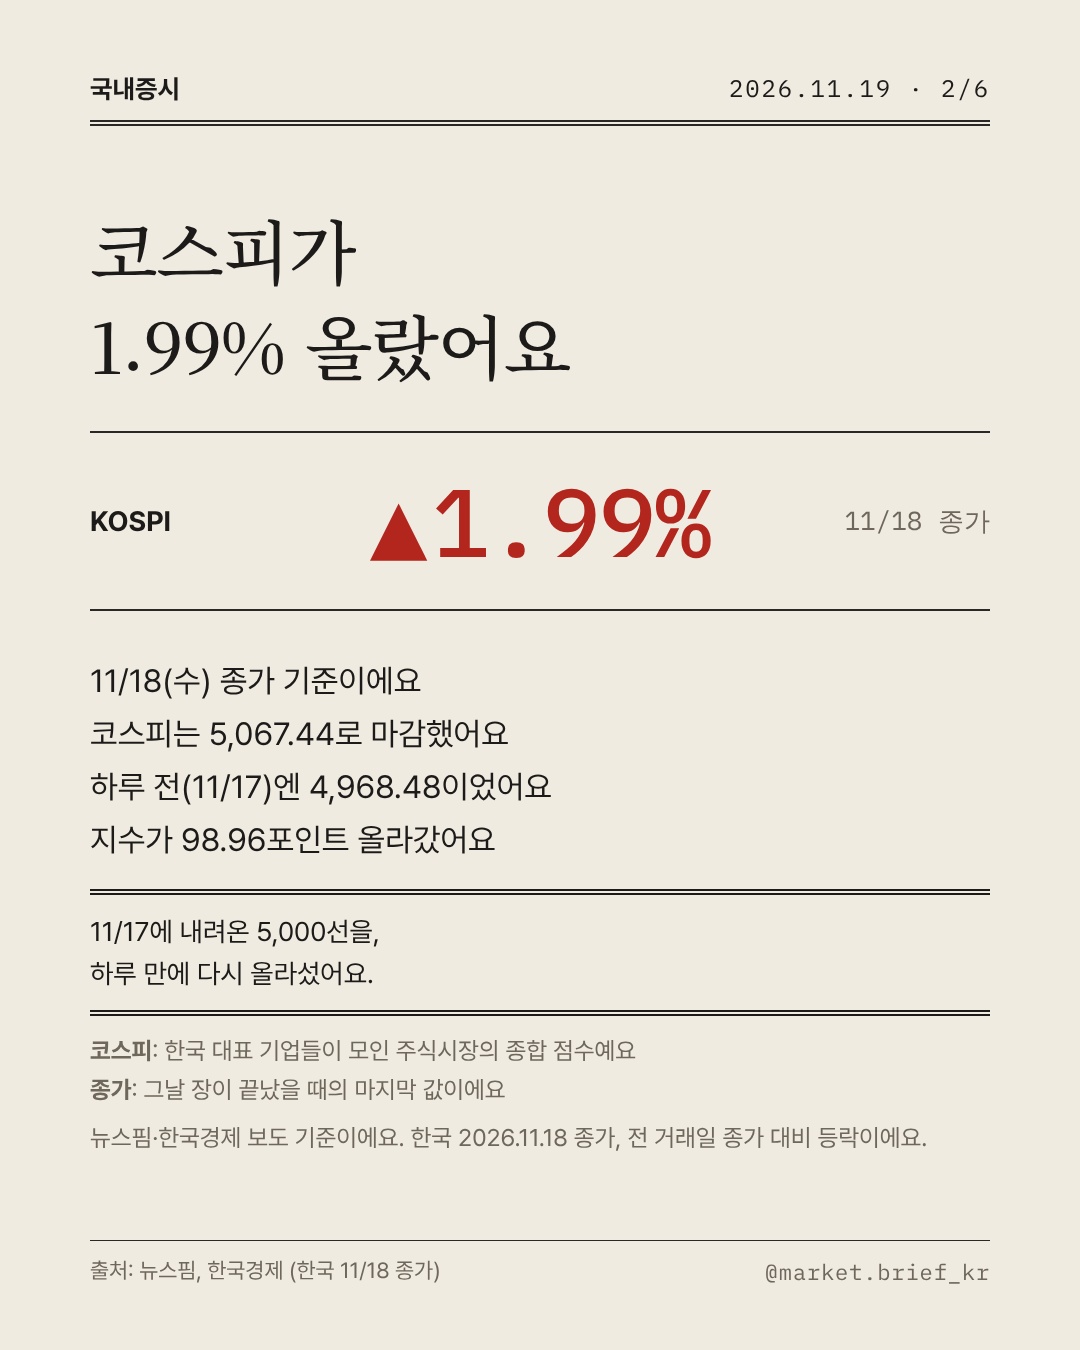 국내증시
2026.11.19 · 2/6
코스피가
1.99% 올랐어요
KOSPI
▲1.99%
11/18 종가
11/18(수) 종가 기준이에요
코스피는 5,067.44로 마감했어요
하루 전(11/17)엔 4,968.48이었어요
지수가 98.96포인트 올라갔어요
11/17에 내려온 5,000선을,
하루 만에 다시 올라섰어요.
코스피: 한국 대표 기업들이 모인 주식시장의 종합 점수예요
종가: 그날 장이 끝났을 때의 마지막 값이에요
뉴스핌·한국경제 보도 기준이에요. 한국 2026.11.18 종가, 전 거래일 종가 대비 등락이에요.
출처: 뉴스핌, 한국경제 (한국 11/18 종가)
@market.brief_kr